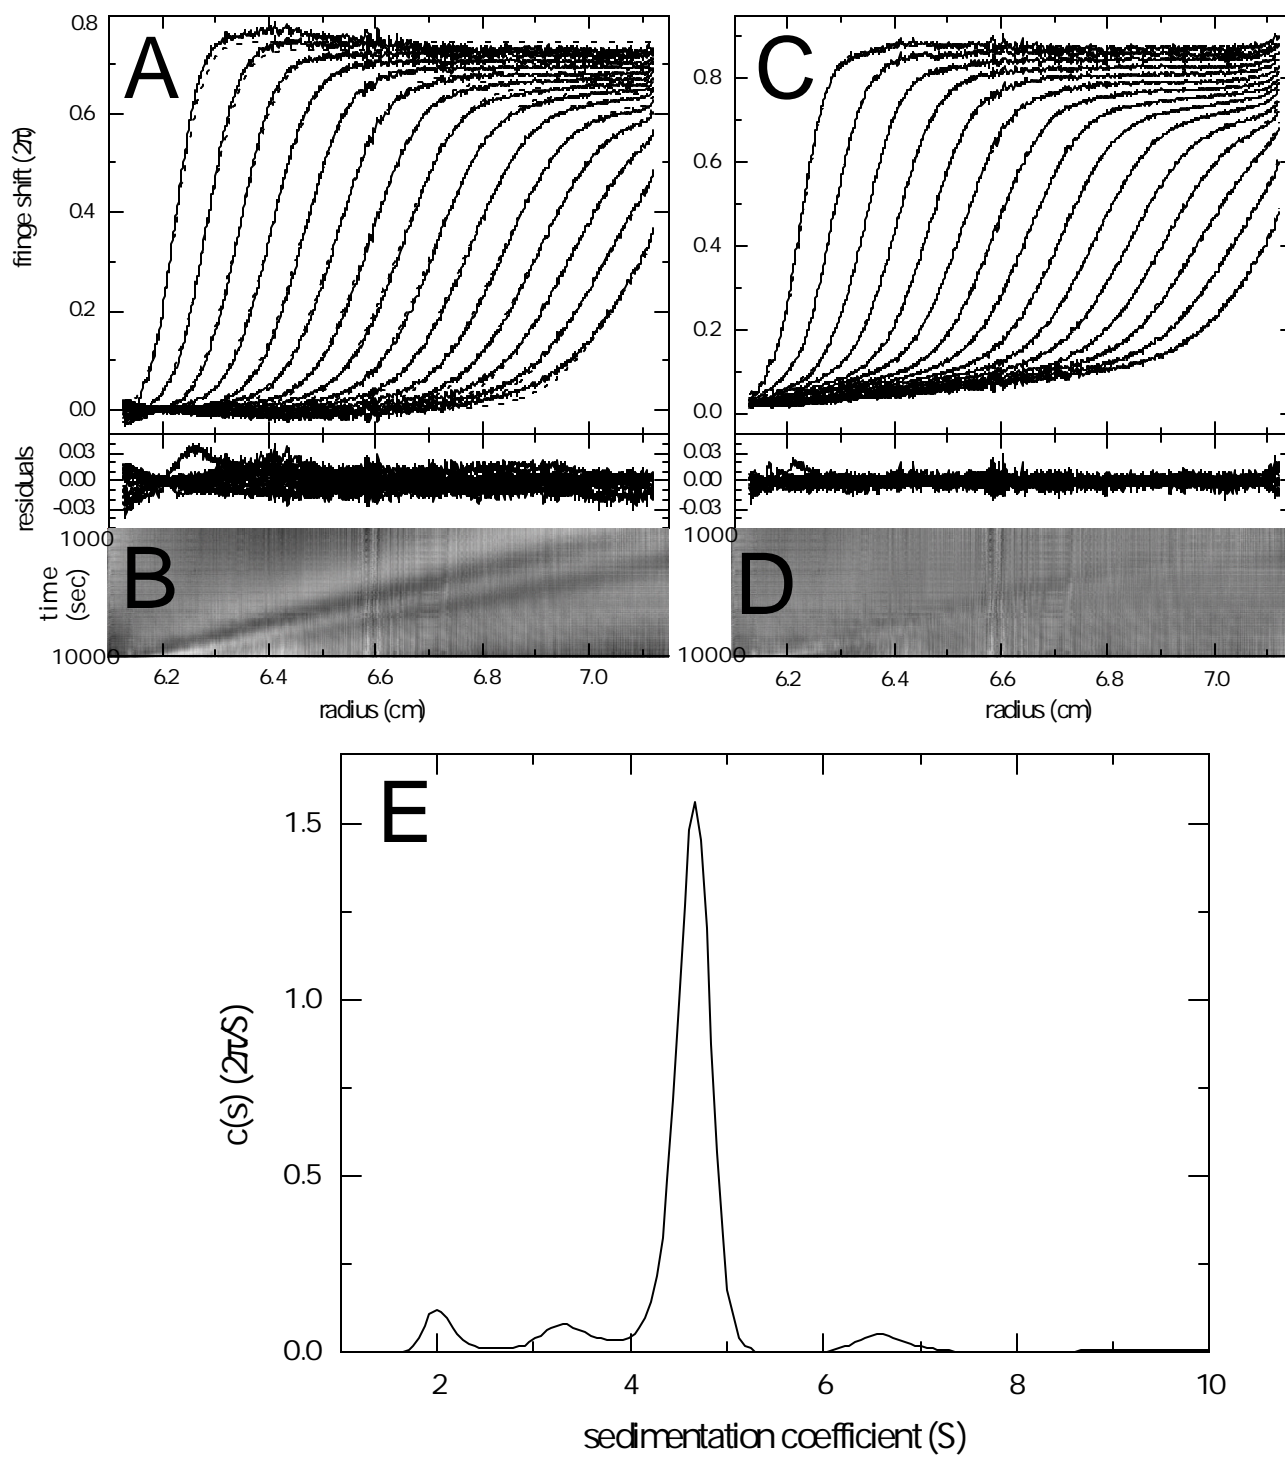 A
C
0.8
0.6
0.4
0.2
0.0
fringe shift (2π)
0.8
0.6
0.4
0.2
0.0
residuals
0.03
0.00
-0.03
0.03
0.00
-0.03
B
D
time
(sec)
1000
10000
1000
10000
6.2 6.4 6.6 6.8 7.0
6.2 6.4 6.6 6.8 7.0
radius (cm)
radius (cm)
E
c(s) (2π/S)
1.5
1.0
0.5
0.0
2 4 6 8 10
sedimentation coefficient (S)